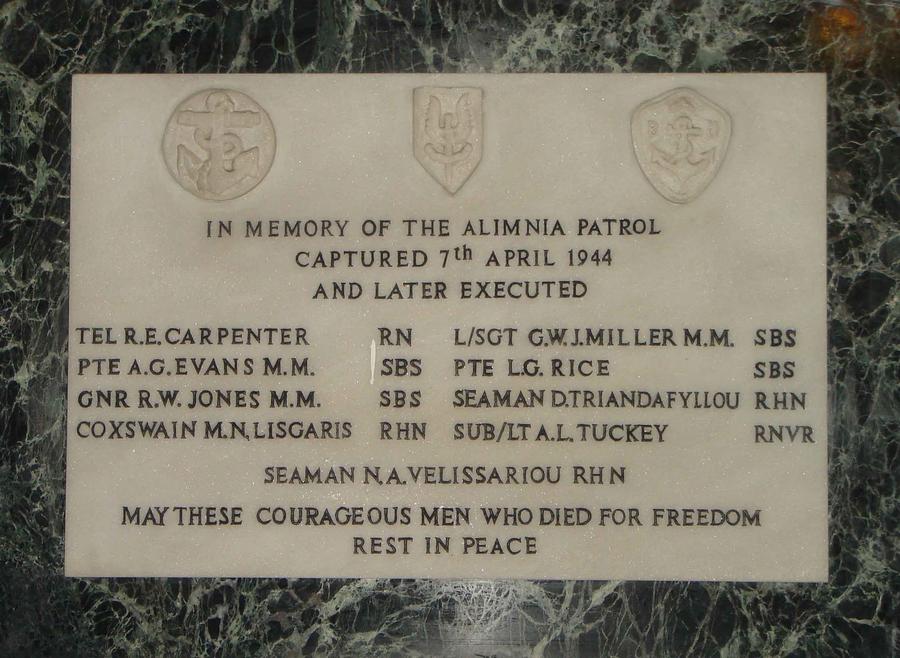 IN MEMORY OF THE ALIMNIA PATROL
CAPTURED 7th APRIL 1944
AND LATER EXECUTED
TEL R.E.CARPENTER RN L/SGT G.W.J.MILLER M.M. SBS
PTE A.G.EVANS M.M. SBS PTE L.G. RICE SBS
GNR R.W. JONES M.M. SBS SEAMAN D.TRIANDAFYLLOU RHN
COXSWAIN M.N.LISGARIS RHN SUB/LT A.L.TUCKEY RNVR
SEAMAN N.A.VELISSARIOU RHN
MAY THESE COURAGEOUS MEN WHO DIED FOR FREEDOM
REST IN PEACE